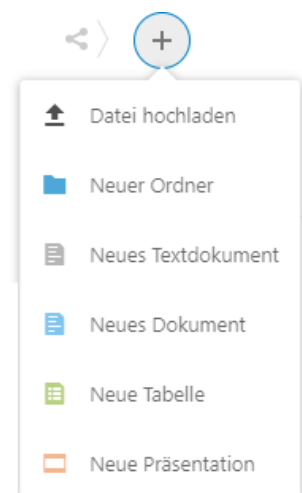 Datei hochladen
Neuer Ordner
Neues Textdokument
Neues Dokument
Neue Tabelle
Neue Präsentation